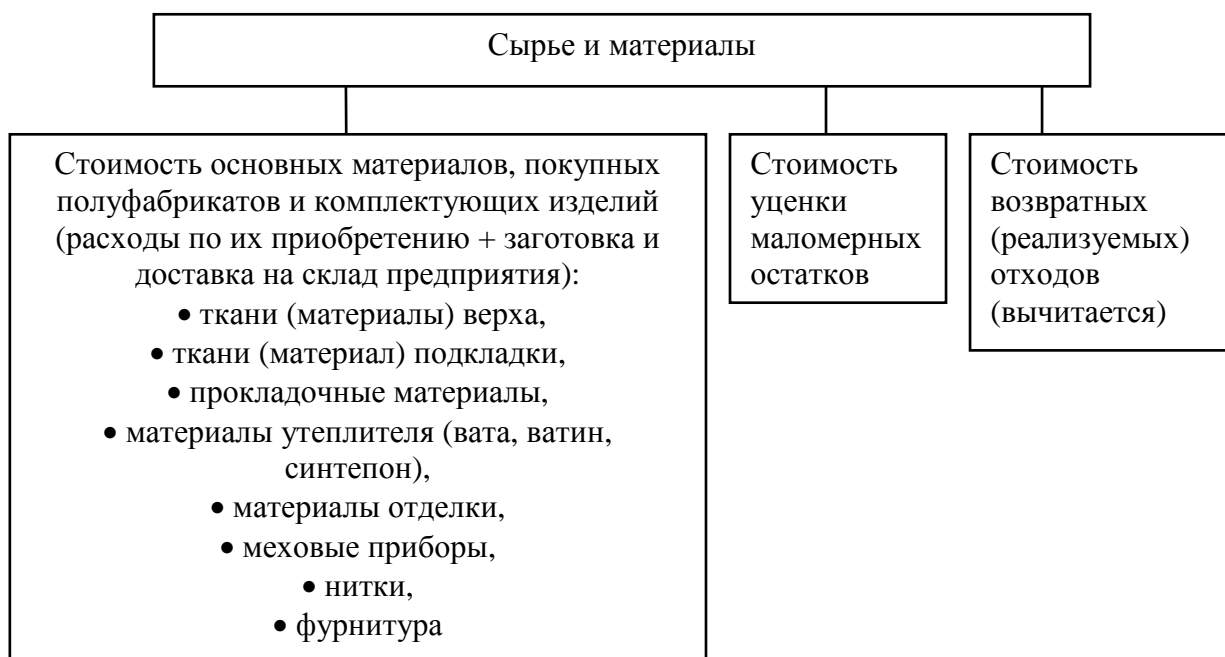 Сырье и материалы
Стоимость основных материалов, покупных
полуфабрикатов и комплектующих изделий
(расходы по их приобретению + заготовка и
доставка на склад предприятия):
• ткани (материалы) верха,
• ткани (материал) подкладки,
• прокладочные материалы,
• материалы утеплителя (вата, ватин,
синтепон),
• материалы отделки,
• меховые приборы,
• нитки,
• фурнитура
Стоимость
уценки
маломерных
остатков
Стоимость
возвратных
(реализуемых)
отходов
(вычитается)